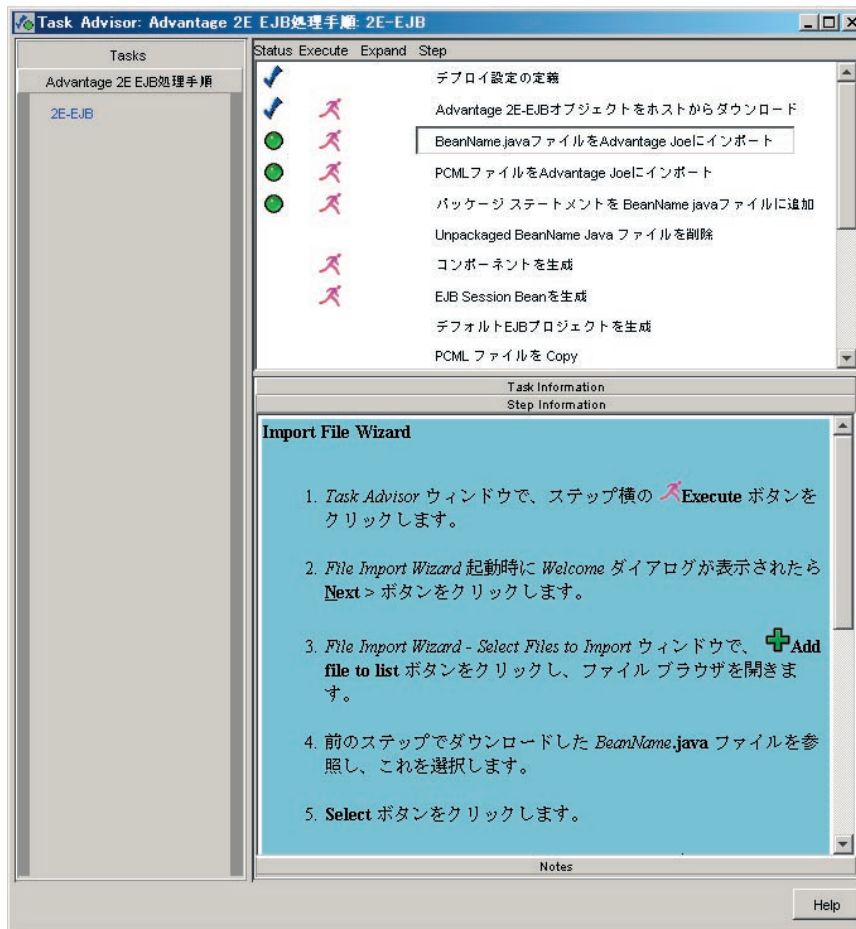 Task Advisor: Advantage 2E EJB処理手順: 2E-EJB
Tasks
Advantage 2E EJB処理手順
2E-EJB
Status Execute Expand Step
デプロイ設定の定義
Advantage 2E-EJBオブジェクトをホストからダウンロード
BeanName.javaファイルをAdvantage Joeにインポート
PCMLファイルをAdvantage Joeにインポート
パッケージ ステートメントを BeanName javaファイルに追加
Unpackaged BeanName Java ファイルを削除
コンポーネントを生成
EJB Session Beanを生成
デフォルトEJBプロジェクトを生成
PCML ファイルを Copy
Task Information
Step Information
Import File Wizard
1. Task Advisor ウィンドウで、ステップ横の Execute ボタンを
クリックします。
2. File Import Wizard 起動時に Welcome ダイアログが表示されたら
Next > ボタンをクリックします。
3. File Import Wizard - Select Files to Import ウィンドウで、 Add
file to list ボタンをクリックし、ファイル ブラウザを開きま
す。
4. 前のステップでダウンロードした BeanName.java ファイルを参
照し、これを選択します。
5. Select ボタンをクリックします。
Notes
Help